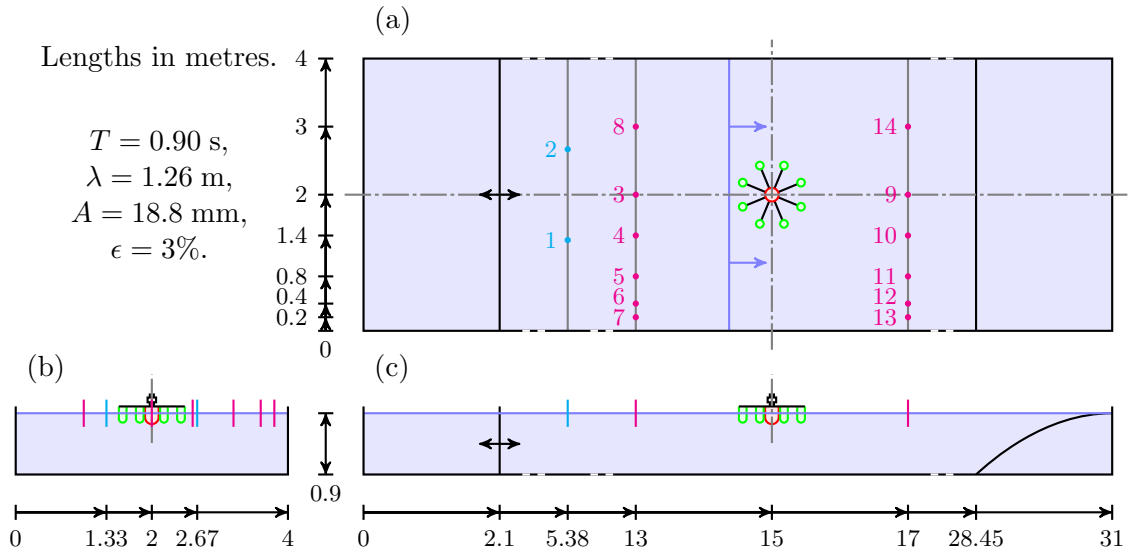 (a)
Lengths in metres.
T = 0.90 s,
λ = 1.26 m,
A = 18.8 mm,
ϵ = 3%.
4
3
2
1.4
0.8
0.4
0.2
0
8
14
2
3
9
4
10
1
5
11
6
12
7
13
(b)
(c)
0.9
0 1.33 2 2.67 4
0 2.1 5.38 13 15 17 28.45 31